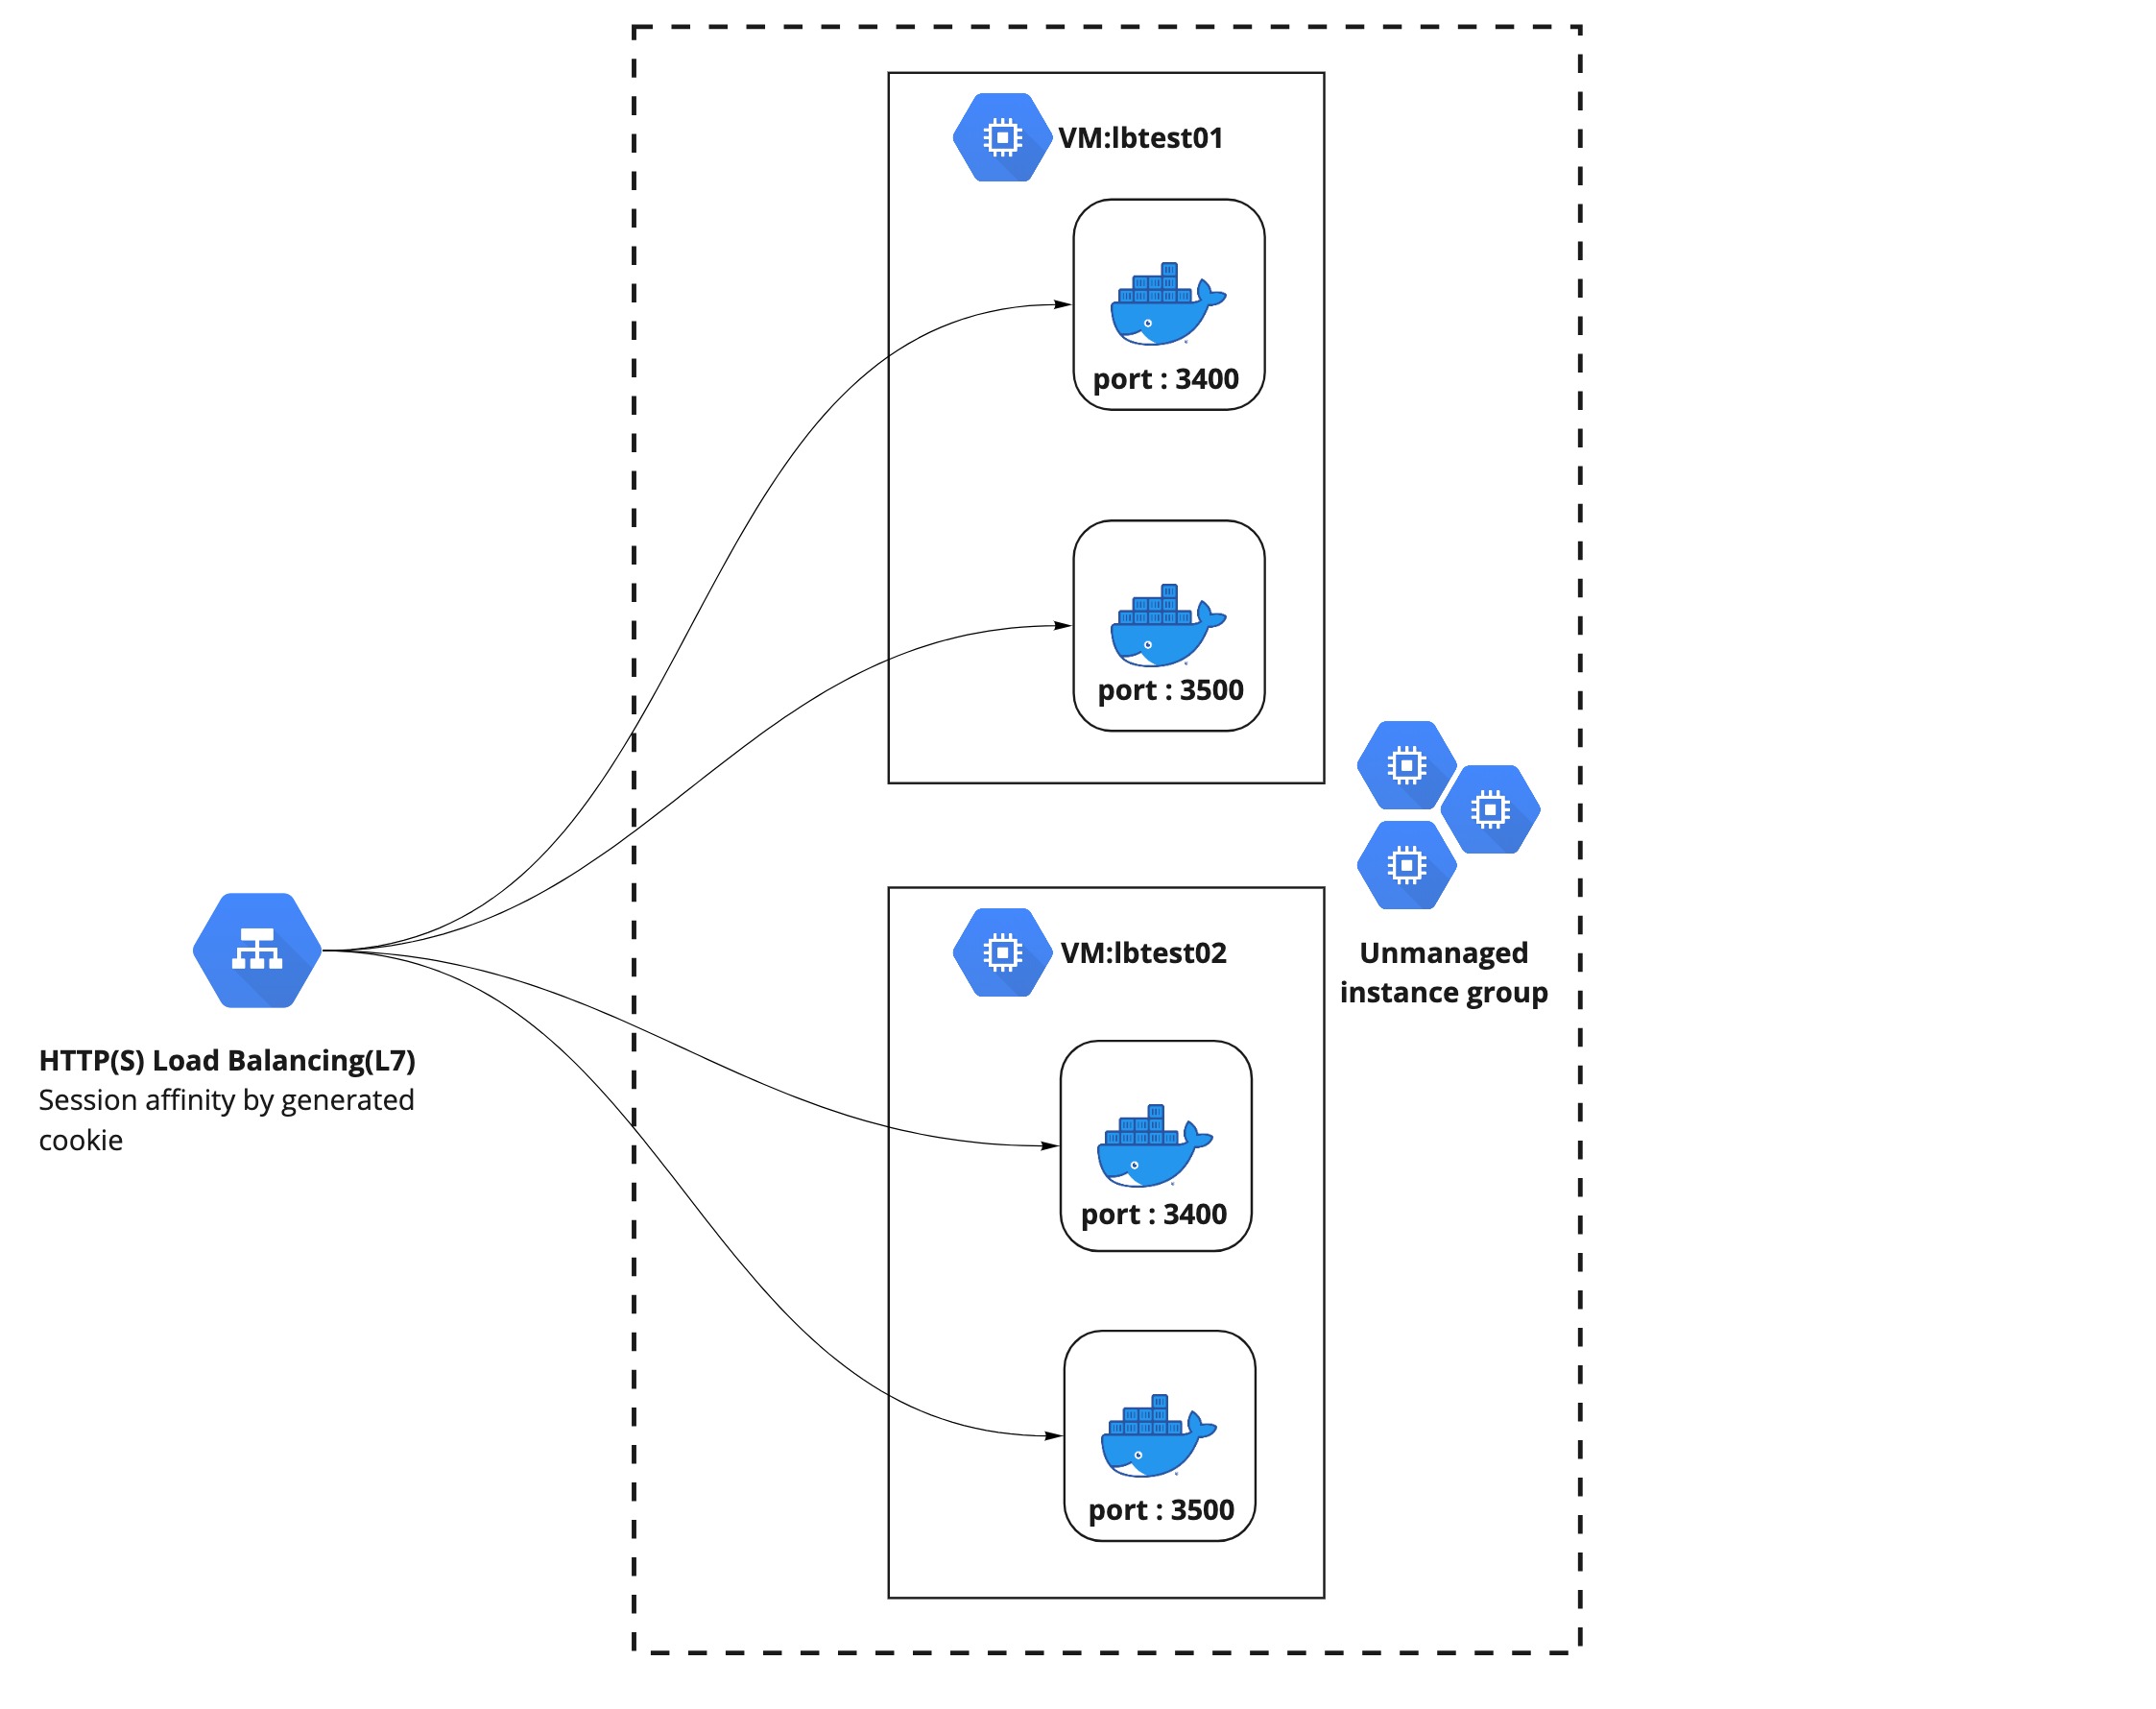 VM:lbtest01
port : 3400
port : 3500
Unmanaged
instance group
VM:lbtest02
HTTP(S) Load Balancing(L7)
Session affinity by generated
cookie
port : 3400
port : 3500